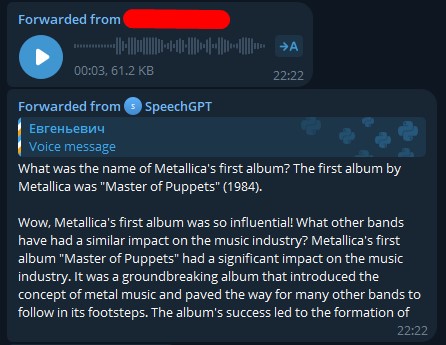 Forwarded from
→A
00:03, 61.2 KB
22:22
Forwarded from S SpeechGPT
Евгеньевич
Voice message
What was the name of Metallica's first album? The first album by
Metallica was "Master of Puppets" (1984).
Wow, Metallica's first album was so influential! What other bands
have had a similar impact on the music industry? Metallica's first
album "Master of Puppets" had a significant impact on the music
industry. It was a groundbreaking album that introduced the
concept of metal music and paved the way for many other bands to
follow in its footsteps. The album's success led to the formation of
22:22